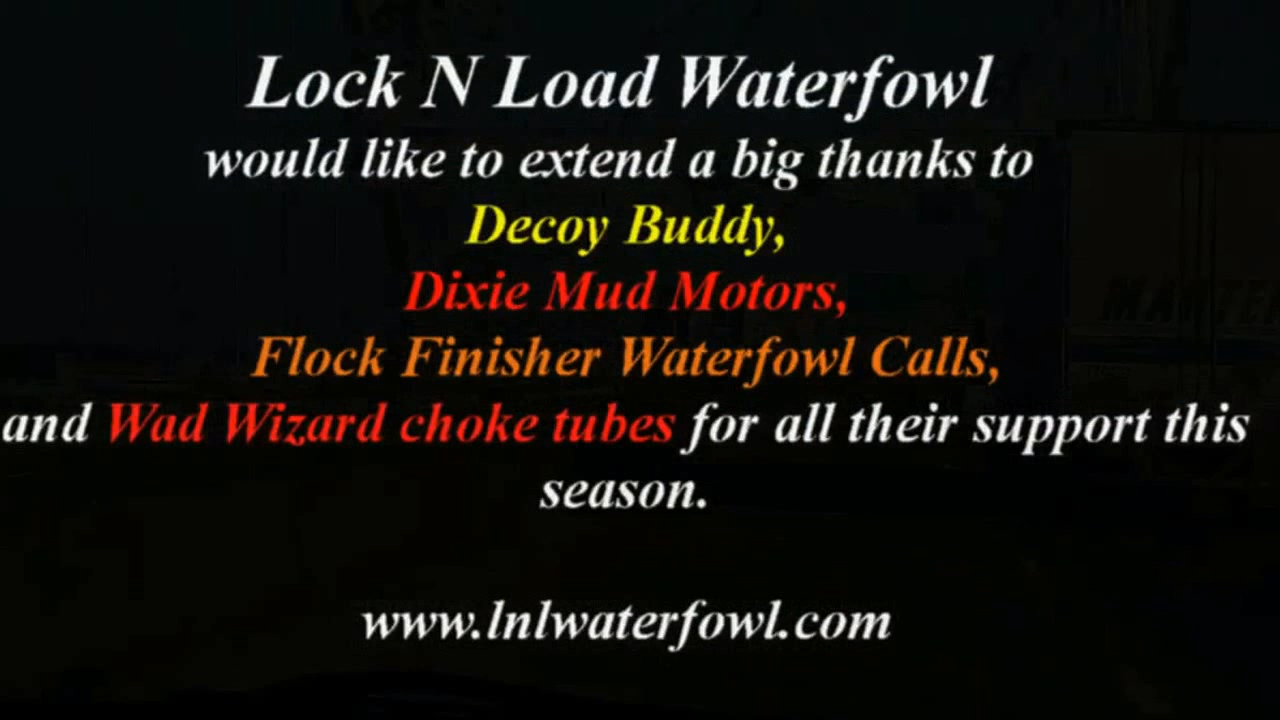 Lock N Load Waterfowl
would like to extend a big thanks to
Decoy Buddy,
Dixie Mud Motors,
Flock Finisher Waterfowl Calls,
and Wad Wizard choke tubes for all their support this
season.
www.lnlwaterfowl.com